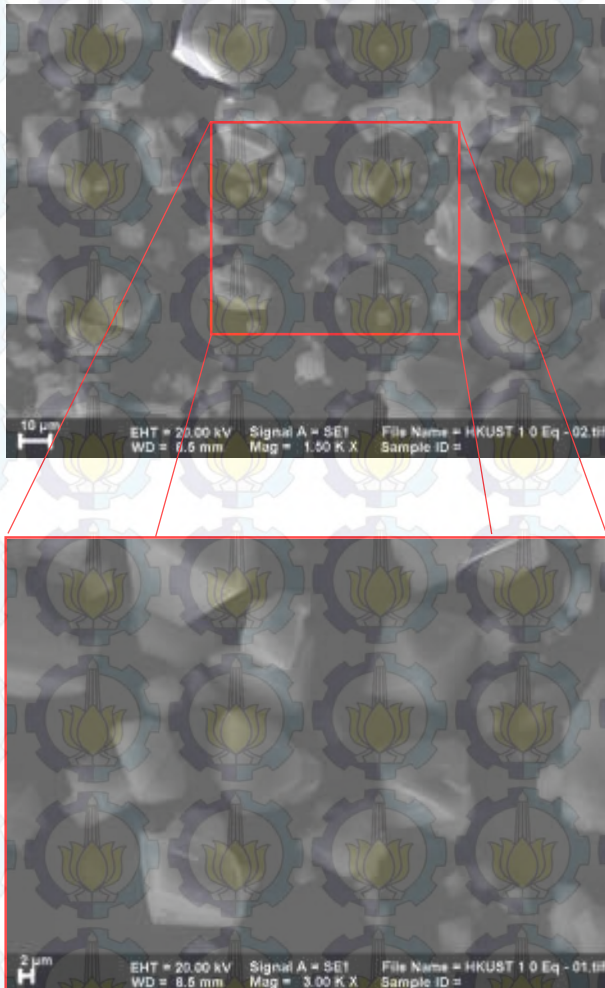 10 µm
EHT = 20.00 kV Signal A = SE1 File Name = HKUST 1 0 Eq - 02.tif
WD = 8.5 mm Mag = 1.50 K X Sample ID =
2 µm
EHT = 20.00 kV Signal A = SE1 File Name = HKUST 1 0 Eq - 01.tif
WD = 8.5 mm Mag = 3.00 K X Sample ID =